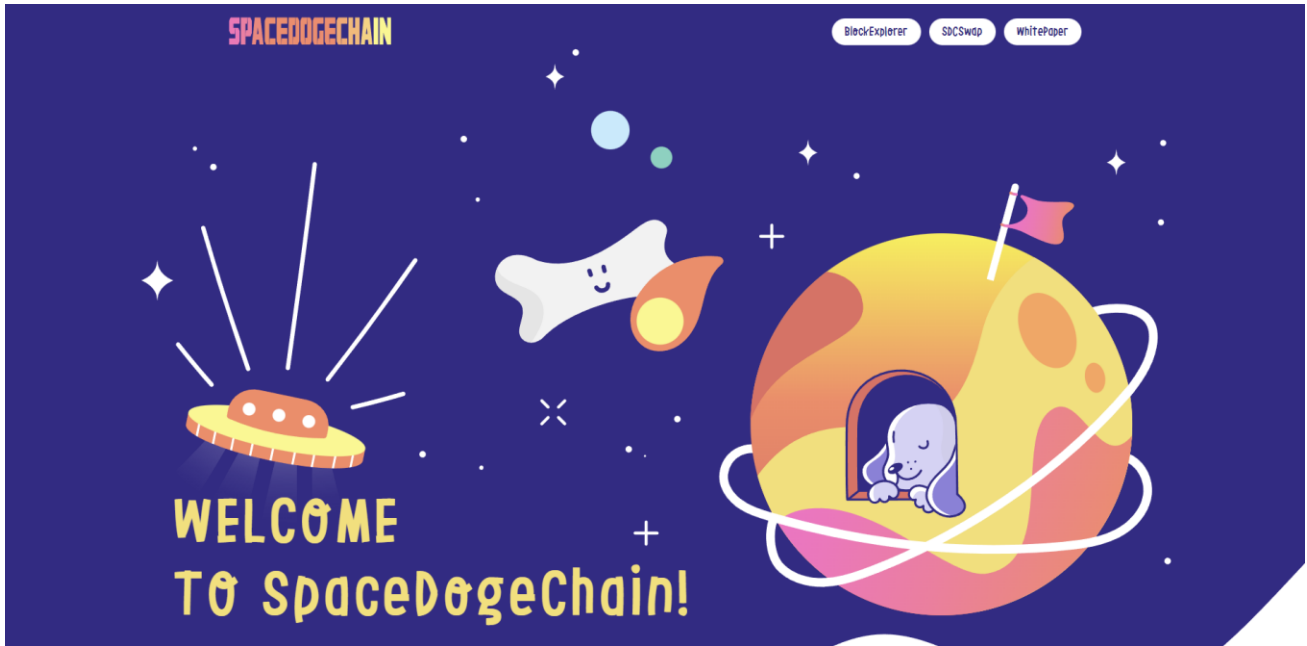 SPACEDOGECHAIN
BlockExplorer
SDCSwap
WhitePaper
WELCOME
TO SpaceDogeChain!